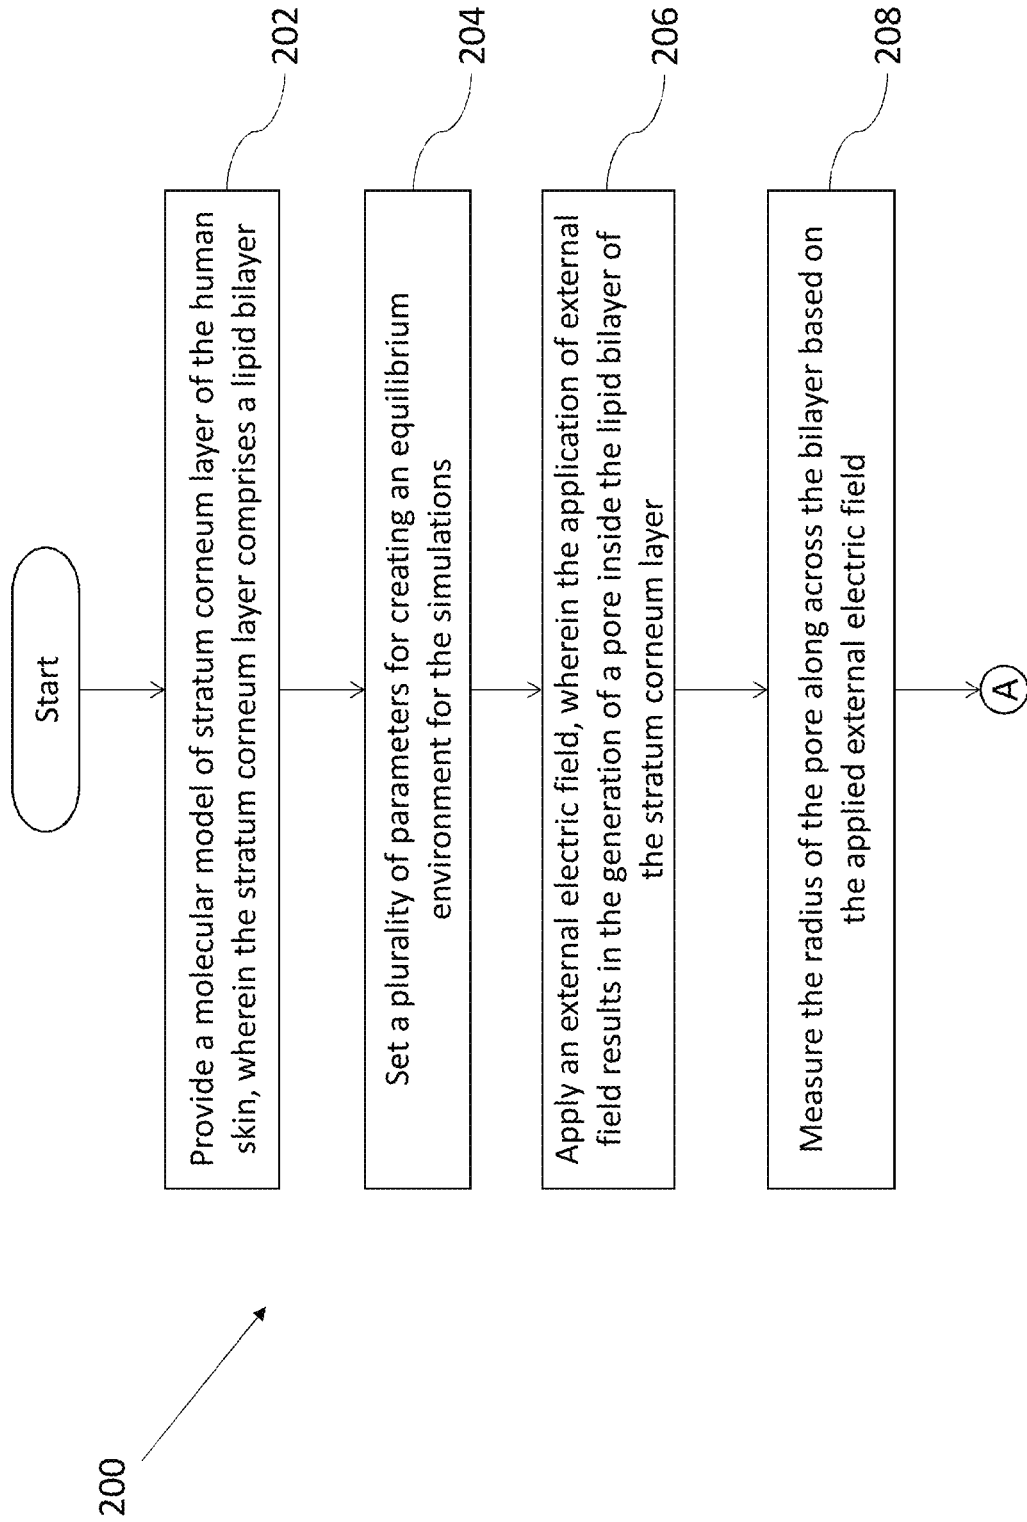 Start
Provide a molecular model of stratum corneum layer of the human
skin, wherein the stratum corneum layer comprises a lipid bilayer
202
Set a plurality of parameters for creating an equilibrium
environment for the simulations
204
Apply an external electric field, wherein the application of external
field results in the generation of a pore inside the lipid bilayer of
the stratum corneum layer
206
Measure the radius of the pore along across the bilayer based on
the applied external electric field
208
A
200